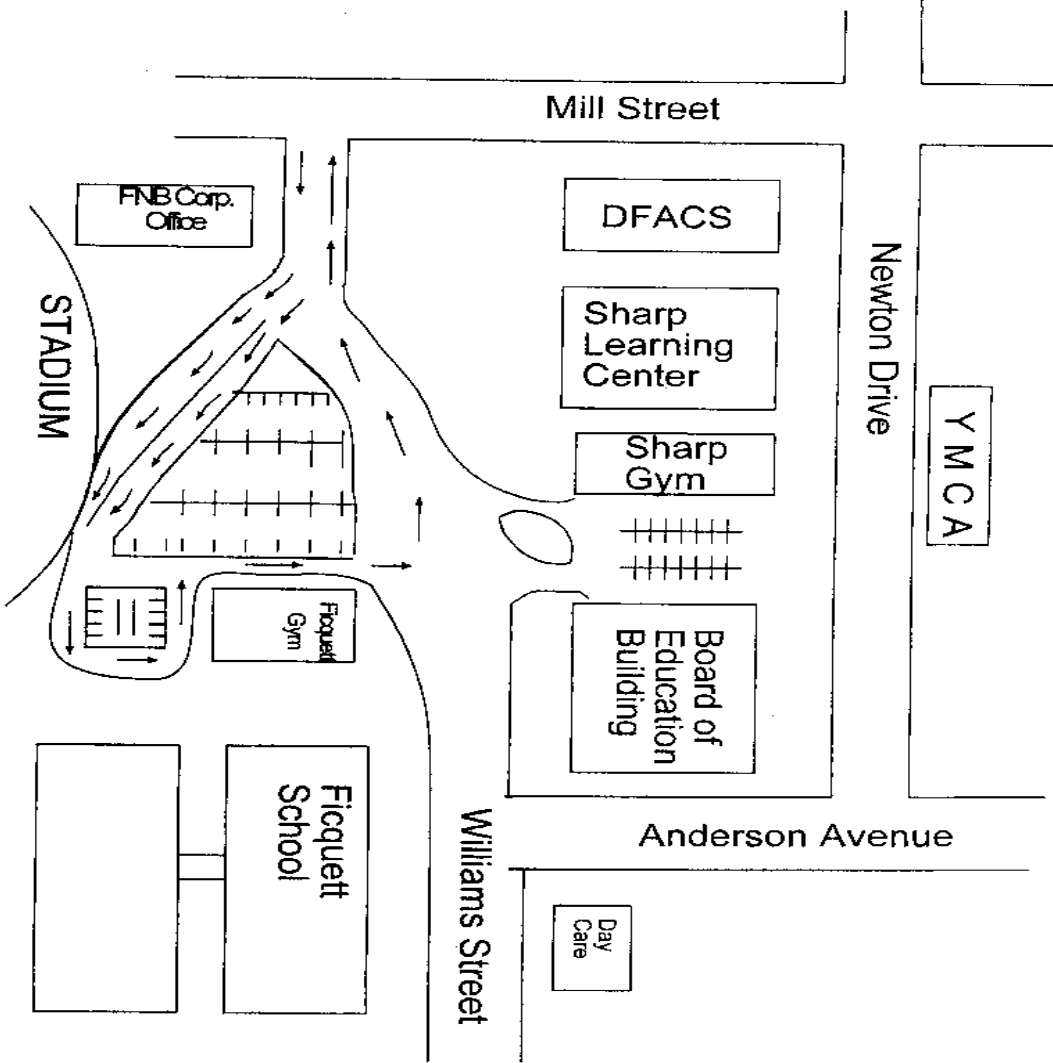 Mill Street
FNB Corp.
Office
DFACS
STADIUM
Newton Drive
Sharp
Learning
Center
Y M C A
Sharp
Gym
Ficquett
Gym
Board of
Education
Building
Ficquett
School
Williams Street
Anderson Avenue
Day
Care